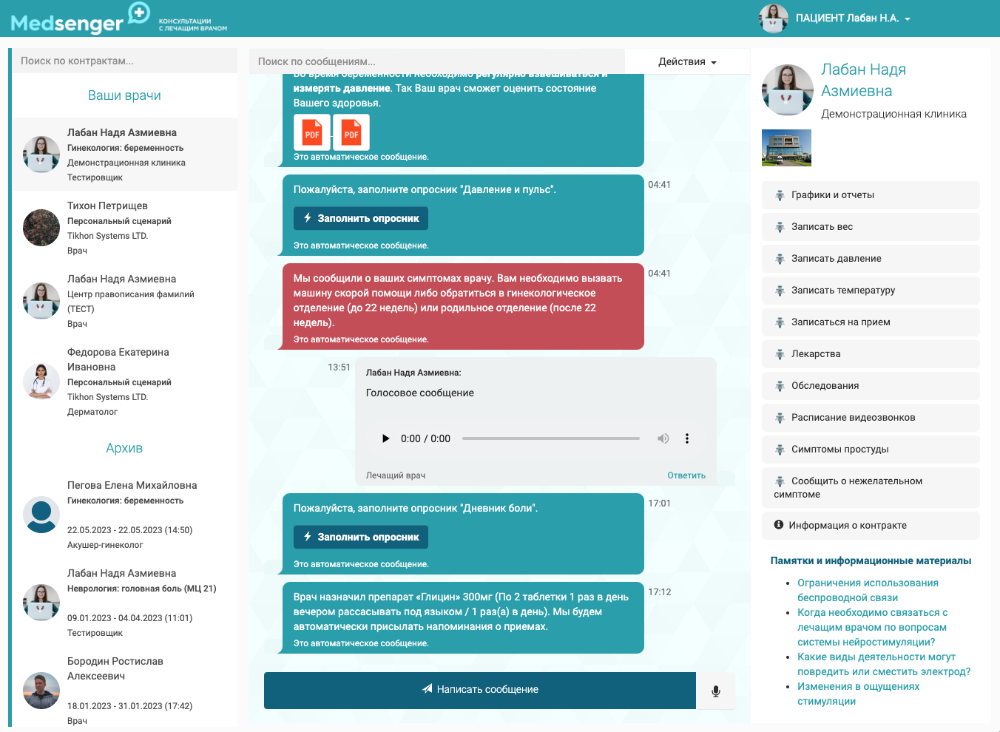 Medsenger
КОНСУЛЬТАЦИИ
С ЛЕЧАЩИМ ВРАЧОМ
ПАЦИЕНТ Лабан Н.А.
Поиск по контрактам...
Ваши врачи
Лабан Надя Азмиевна
Гинекология: беременность
Демонстрационная клиника
Тестировщик
Тихон Петрищев
Персональный сценарий
Tikhon Systems LTD.
Врач
Лабан Надя Азмиевна
Центр правописания фамилий
(ТЕСТ)
Врач
Федорова Екатерина
Ивановна
Персональный сценарий
Tikhon Systems LTD.
Дерматолог
Архив
Пегова Елена Михайловна
Гинекология: беременность
22.05.2023 - 22.05.2023 (14:50)
Акушер-гинеколог
Лабан Надя Азмиевна
Неврология: головная боль (МЦ 21)
09.01.2023 - 04.04.2023 (11:01)
Тестировщик
Бородин Ростислав
Алексеевич
18.01.2023 - 31.01.2023 (17:42)
Врач
Поиск по сообщениям...
Действия
Во время беременности необходимо регулярно взвешиваться и
измерять давление. Так Ваш врач сможет оценить состояние
Вашего здоровья.
PDF PDF
Это автоматическое сообщение.
04:41
Пожалуйста, заполните опросник "Давление и пульс".
Заполнить опросник
Это автоматическое сообщение.
04:41
Мы сообщили о ваших симптомах врачу. Вам необходимо вызвать
машину скорой помощи либо обратиться в гинекологическое
отделение (до 22 недель) или родильное отделение (после 22
недель).
Это автоматическое сообщение.
13:51
Лабан Надя Азмиевна:
Голосовое сообщение
0:00 / 0:00
Лечащий врач
Ответить
17:01
Пожалуйста, заполните опросник "Дневник боли".
Заполнить опросник
Это автоматическое сообщение.
17:12
Врач назначил препарат «Глицин» 300мг (По 2 таблетки 1 раз в день
вечером рассасывать под языком / 1 раз(а) в день). Мы будем
автоматически присылать напоминания о приемах.
Это автоматическое сообщение.
Написать сообщение
Лабан Надя
Азмиевна
Демонстрационная клиника
Графики и отчеты
Записать вес
Записать давление
Записать температуру
Записаться на прием
Лекарства
Обследования
Расписание видеозвонков
Симптомы простуды
Сообщить о нежелательном
симптоме
Информация о контракте
Памятки и информационные материалы
Ограничения использования
беспроводной связи
Когда необходимо связаться с
лечащим врачом по вопросам
системы нейростимуляции?
Какие виды деятельности могут
повредить или сместить электрод?
Изменения в ощущениях
стимуляции